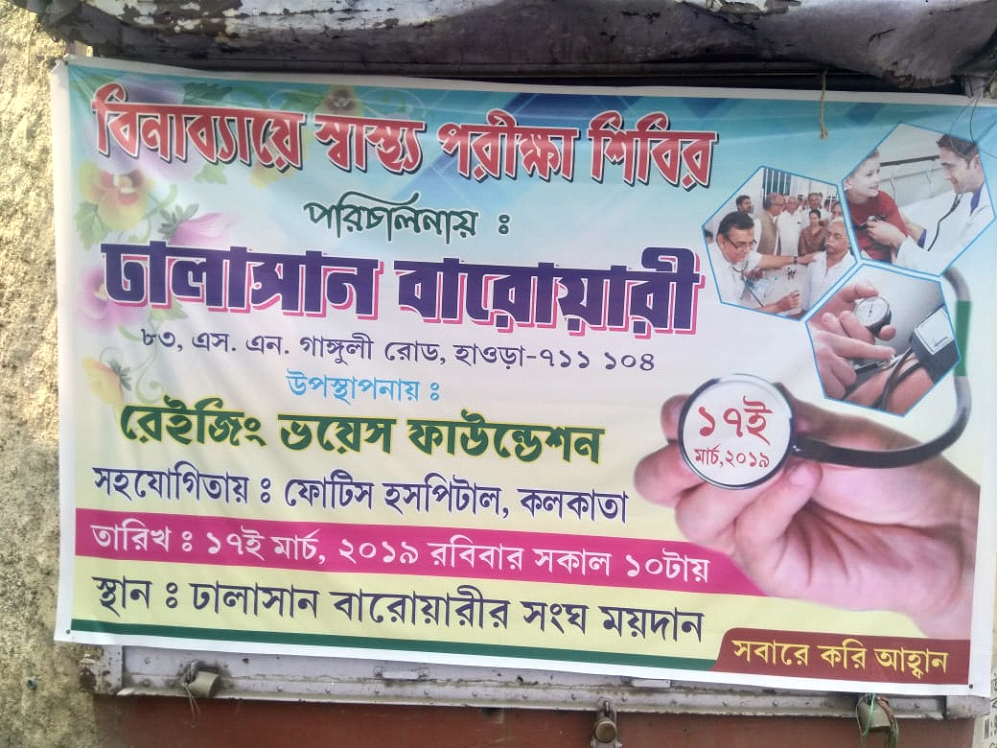 বিনাব্যায়ে স্বাস্থ্য পরীক্ষা শিবির
পরিচালনায় :
ঢালাসান বারোয়ারী
৮৩, এস. এন. গাঙ্গুলী রোড, হাওড়া-৭১১ ১০৪
উপস্থাপনায় :
রেইজিং ভয়েস ফাউন্ডেশন
সহযোগিতায় : ফোটিস হসপিটাল, কলকাতা
১৭ই
মার্চ,২০১৯
তারিখ : ১৭ই মার্চ, ২০১৯ রবিবার সকাল ১০টায়
স্থান : ঢালাসান বারোয়ারীর সংঘ ময়দান
সবারে করি আহ্বান